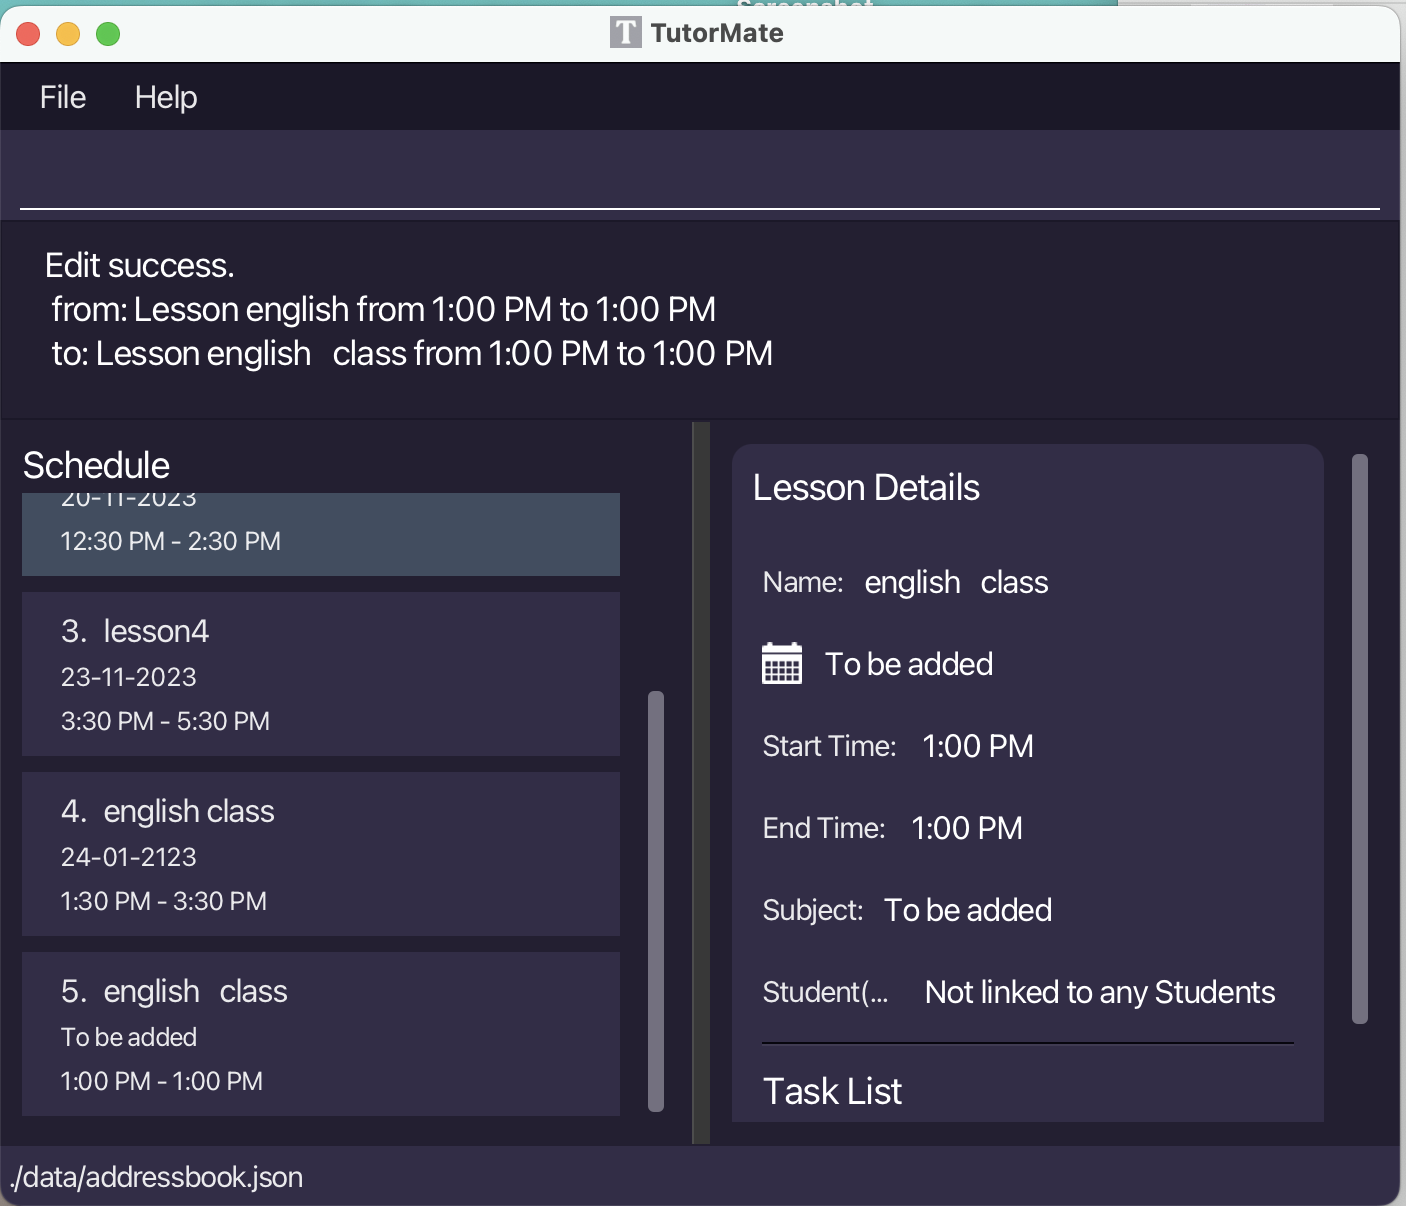 Screenshot
TutorMate
File Help
Edit success.
from: Lesson english from 1:00 PM to 1:00 PM
to: Lesson english   class from 1:00 PM to 1:00 PM
Schedule
20-11-2023
12:30 PM - 2:30 PM
3. lesson4
23-11-2023
3:30 PM - 5:30 PM
4. english class
24-01-2123
1:30 PM - 3:30 PM
5. english   class
To be added
1:00 PM - 1:00 PM
Lesson Details
Name: english   class
To be added
Start Time: 1:00 PM
End Time: 1:00 PM
Subject: To be added
Student(... Not linked to any Students
Task List
./data/addressbook.json